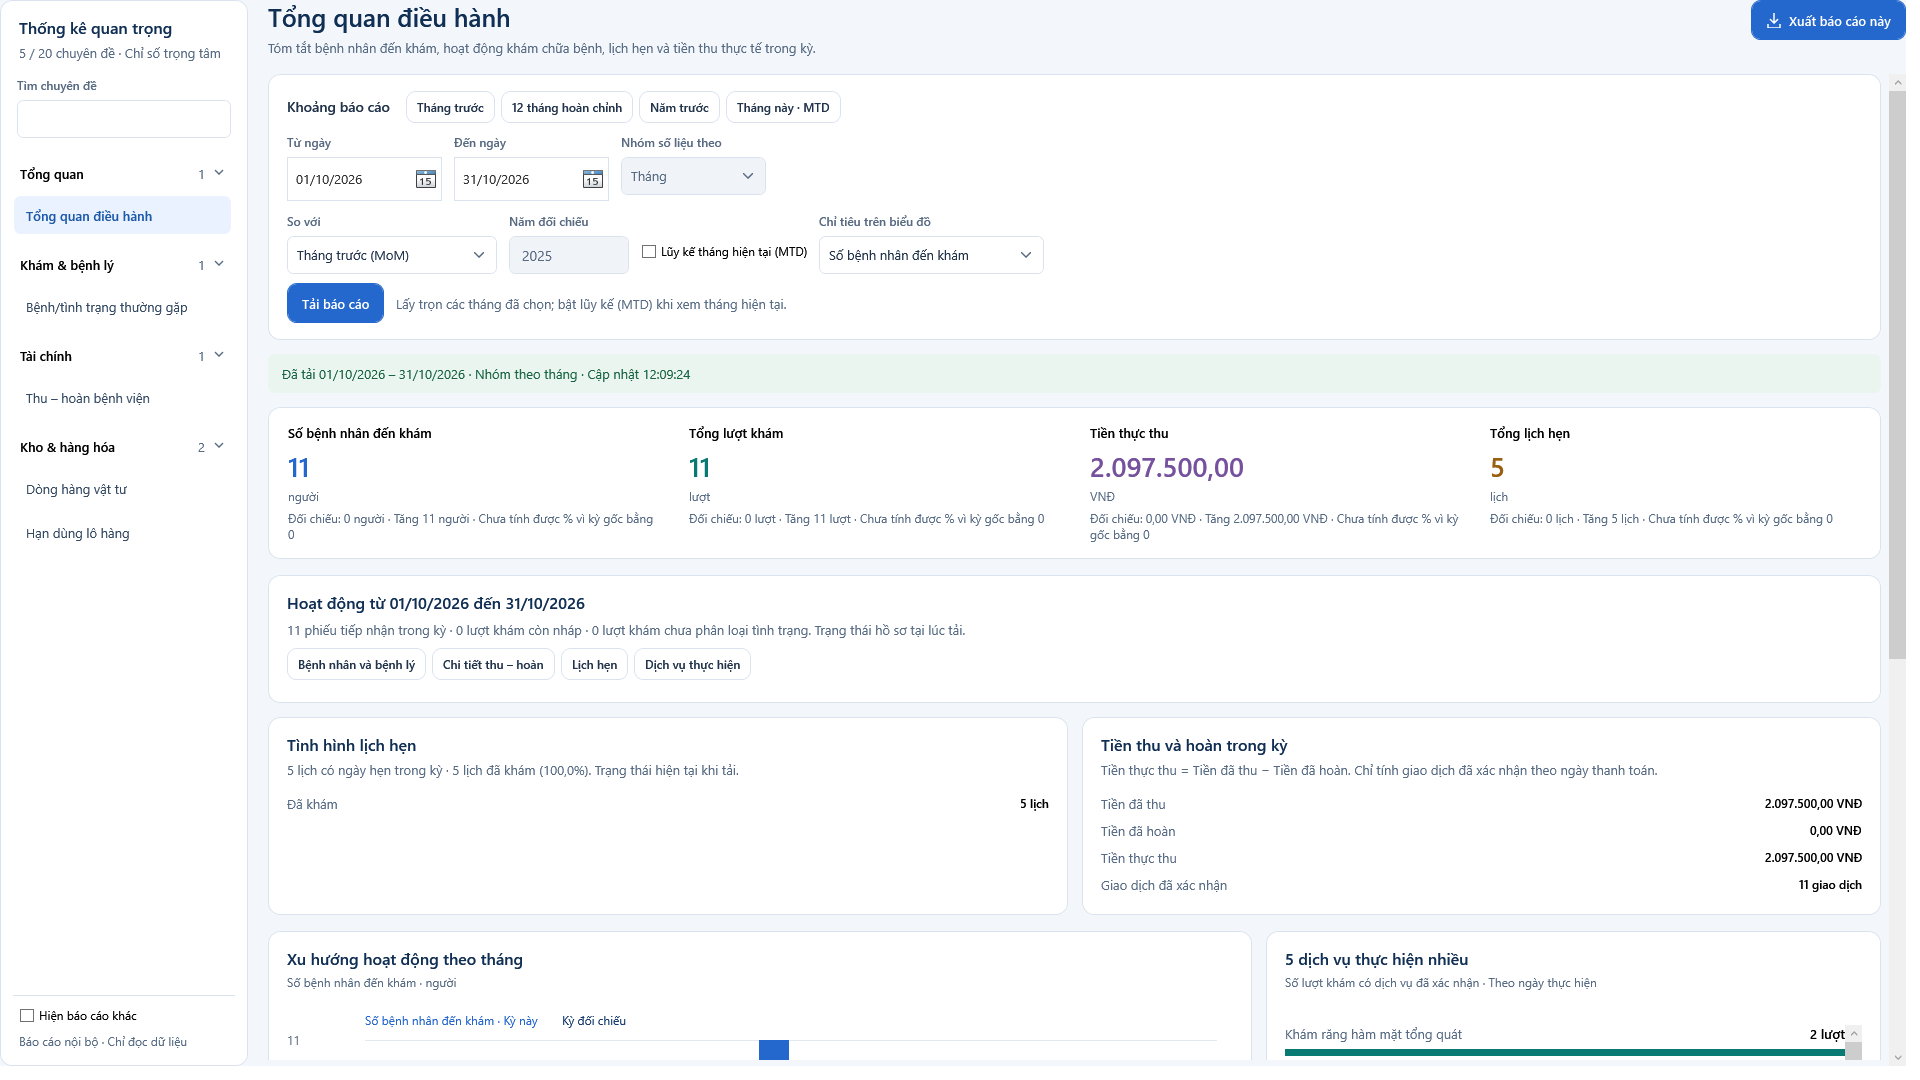 Thống kê quan trọng
5 / 20 chuyên đề · Chỉ số trọng tâm
Tìm chuyên đề
Tổng quan 1
Tổng quan điều hành
Khám & bệnh lý 1
Bệnh/tình trạng thường gặp
Tài chính 1
Thu – hoàn bệnh viện
Kho & hàng hóa 2
Dòng hàng vật tư
Hạn dùng lô hàng
Hiện báo cáo khác
Báo cáo nội bộ · Chỉ đọc dữ liệu
Tổng quan điều hành
Tóm tắt bệnh nhân đến khám, hoạt động khám chữa bệnh, lịch hẹn và tiền thu thực tế trong kỳ.
Xuất báo cáo này
Khoảng báo cáo Tháng trước 12 tháng hoàn chỉnh Năm trước Tháng này · MTD
Từ ngày Đến ngày Nhóm số liệu theo
01/10/2026 15 31/10/2026 15 Tháng
So với Năm đối chiếu Chỉ tiêu trên biểu đồ
Tháng trước (MoM) 2025 Lũy kế tháng hiện tại (MTD) Số bệnh nhân đến khám
Tải báo cáo Lấy trọn các tháng đã chọn; bật lũy kế (MTD) khi xem tháng hiện tại.
Đã tải 01/10/2026 – 31/10/2026 · Nhóm theo tháng · Cập nhật 12:09:24
Số bệnh nhân đến khám
11
người
Đối chiếu: 0 người · Tăng 11 người · Chưa tính được % vì kỳ gốc bằng
0
Tổng lượt khám
11
lượt
Đối chiếu: 0 lượt · Tăng 11 lượt · Chưa tính được % vì kỳ gốc bằng 0
Tiền thực thu
2.097.500,00
VNĐ
Đối chiếu: 0,00 VNĐ · Tăng 2.097.500,00 VNĐ · Chưa tính được % vì kỳ
gốc bằng 0
Tổng lịch hẹn
5
lịch
Đối chiếu: 0 lịch · Tăng 5 lịch · Chưa tính được % vì kỳ gốc bằng 0
Hoạt động từ 01/10/2026 đến 31/10/2026
11 phiếu tiếp nhận trong kỳ · 0 lượt khám còn nháp · 0 lượt khám chưa phân loại tình trạng. Trạng thái hồ sơ tại lúc tải.
Bệnh nhân và bệnh lý Chi tiết thu – hoàn Lịch hẹn Dịch vụ thực hiện
Tình hình lịch hẹn
5 lịch có ngày hẹn trong kỳ · 5 lịch đã khám (100,0%). Trạng thái hiện tại khi tải.
Đã khám 5 lịch
Tiền thu và hoàn trong kỳ
Tiền thực thu = Tiền đã thu − Tiền đã hoàn. Chỉ tính giao dịch đã xác nhận theo ngày thanh toán.
Tiền đã thu 2.097.500,00 VNĐ
Tiền đã hoàn 0,00 VNĐ
Tiền thực thu 2.097.500,00 VNĐ
Giao dịch đã xác nhận 11 giao dịch
Xu hướng hoạt động theo tháng
Số bệnh nhân đến khám · người
Số bệnh nhân đến khám · Kỳ này Kỳ đối chiếu
11
5 dịch vụ thực hiện nhiều
Số lượt khám có dịch vụ đã xác nhận · Theo ngày thực hiện
Khám răng hàm mặt tổng quát 2 lượt